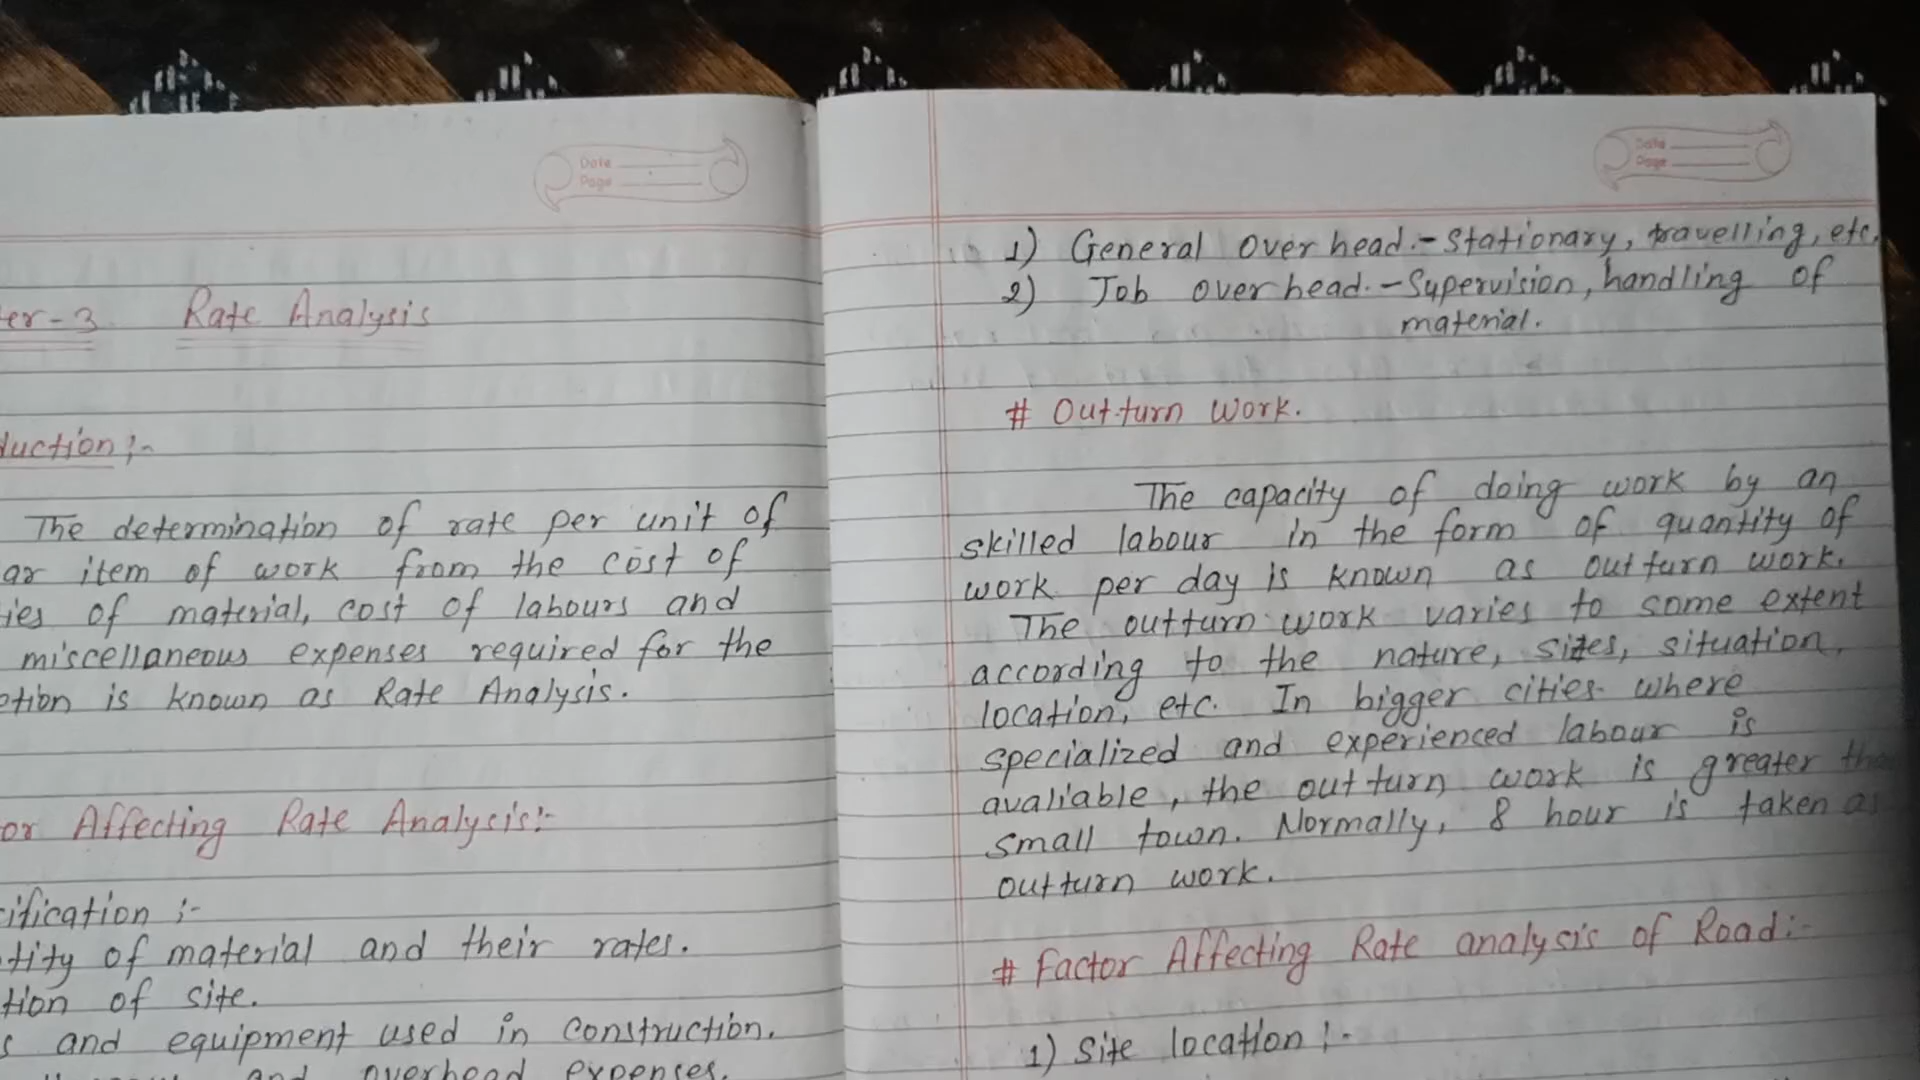 Date
Page
er-3 Rate Analysis
duction :-
The determination of rate per unit of
ar item of work from the cost of
ies of material, cost of labours and
miscellaneous expenses required for the
ction is known as Rate Analysis.
or Affecting Rate Analysis:-
cification :-
tity of material and their rates.
tion of site.
s and equipment used in construction.
and overhead expenses.
Date
Page
1) General over head.- Stationary, travelling, etc.
2) Job over head.- Supervision, handling of
material.
# Out-turn Work.
The capacity of doing work by an
skilled labour in the form of quantity of
work per day is known as out turn work.
The outturn work varies to some extent
according to the nature, sizes, situation,
location, etc. In bigger cities where
specialized and experienced labour is
avaliable, the out turn work is greater tha
small town. Normally, 8 hour is taken as
out turn work.
# Factor Affecting Rate analysis of Road:-
1) Site location :-